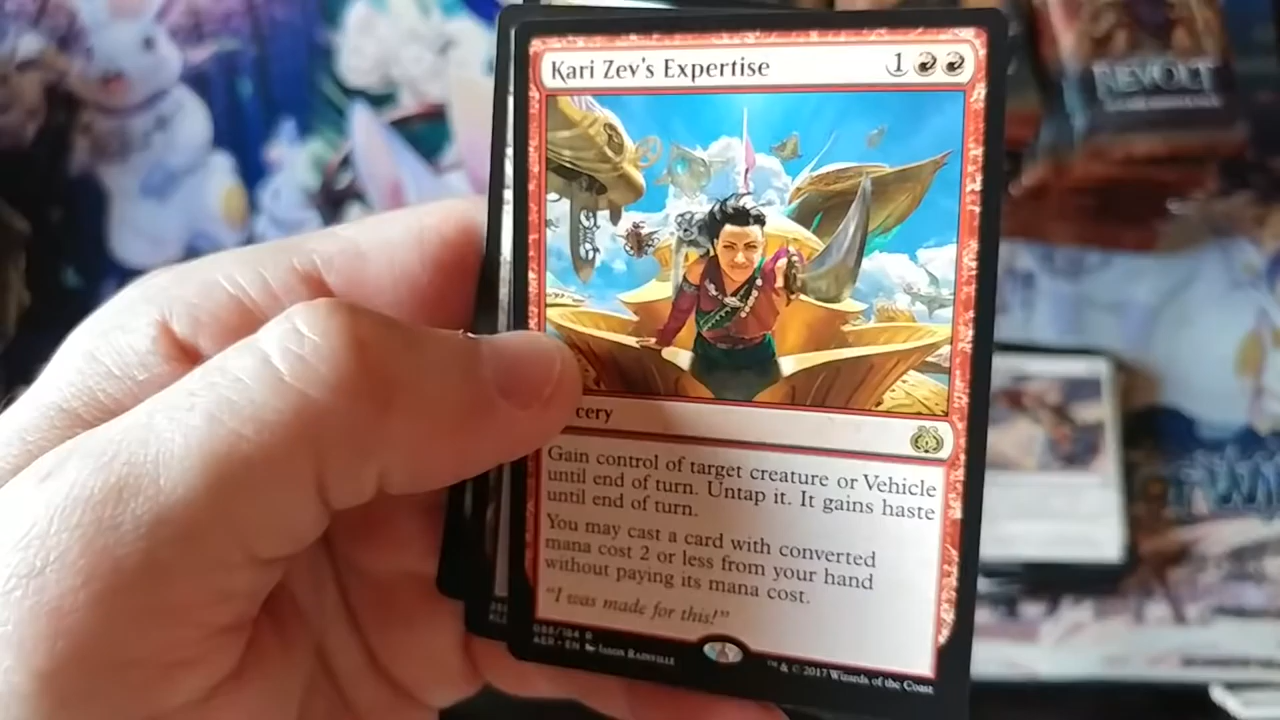 REVOLT
Kari Zev's Expertise 1
cery
Gain control of target creature or Vehicle
until end of turn. Untap it. It gains haste
until end of turn.
You may cast a card with converted
mana cost 2 or less from your hand
without paying its mana cost.
"I was made for this!"
088/184 R
AER • EN Jason Rainville
™ & © 2017 Wizards of the Coast